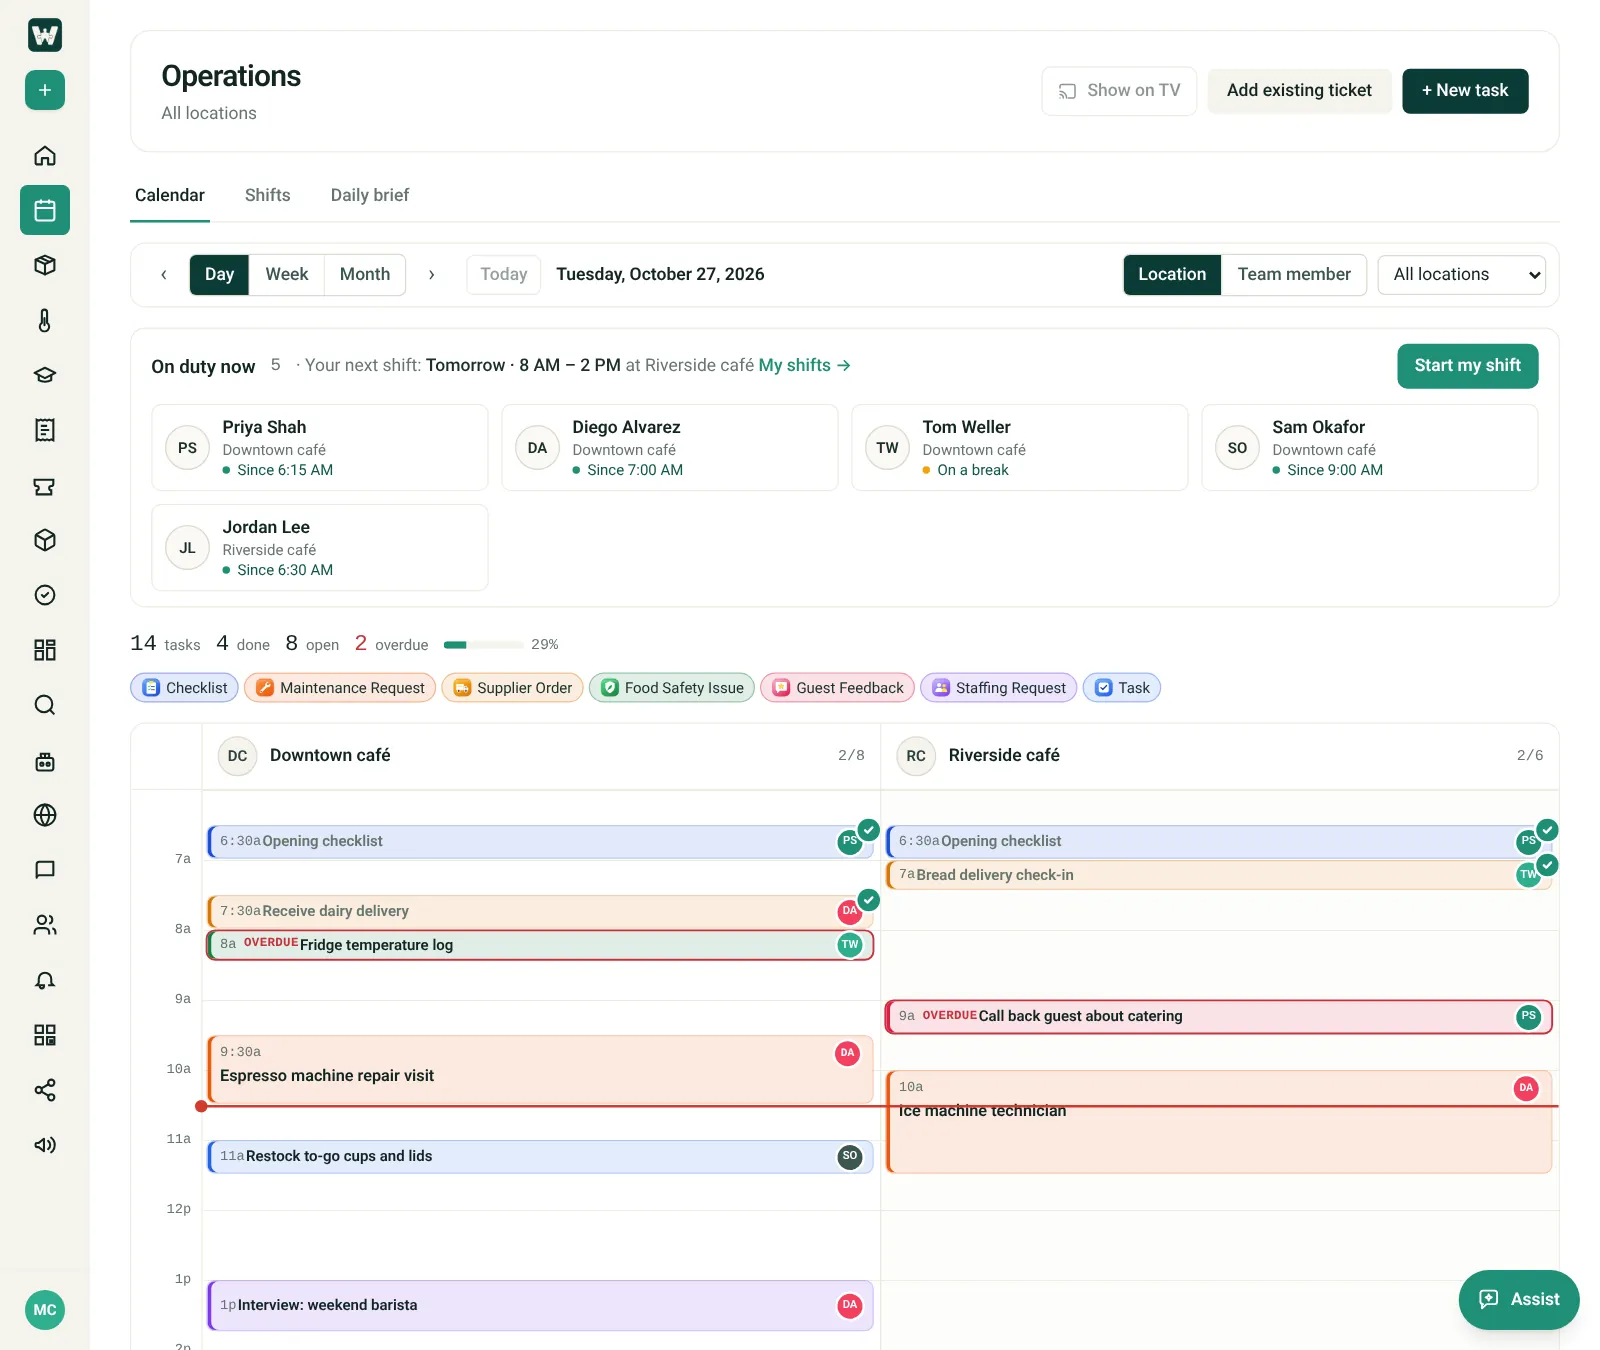 W
+
Operations
All locations
Show on TV
Add existing ticket
+ New task
Calendar
Shifts
Daily brief
‹
Day
Week
Month
›
Today
Tuesday, October 27, 2026
Location
Team member
All locations
On duty now 5 · Your next shift: Tomorrow · 8 AM – 2 PM at Riverside café My shifts →
Start my shift
PS
Priya Shah
Downtown café
Since 6:15 AM
DA
Diego Alvarez
Downtown café
Since 7:00 AM
TW
Tom Weller
Downtown café
On a break
SO
Sam Okafor
Downtown café
Since 9:00 AM
JL
Jordan Lee
Riverside café
Since 6:30 AM
14 tasks 4 done 8 open 2 overdue 29%
Checklist
Maintenance Request
Supplier Order
Food Safety Issue
Guest Feedback
Staffing Request
Task
DC Downtown café 2/8
RC Riverside café 2/6
6:30a Opening checklist PS
6:30a Opening checklist PS
7a
7a Bread delivery check-in TW
7:30a Receive dairy delivery DA
8a
8a OVERDUE Fridge temperature log TW
9a
9a OVERDUE Call back guest about catering PS
9:30a DA
Espresso machine repair visit
10a
10a DA
Ice machine technician
11a
11a Restock to-go cups and lids SO
12p
1p
1p Interview: weekend barista DA
2p
MC
Assist